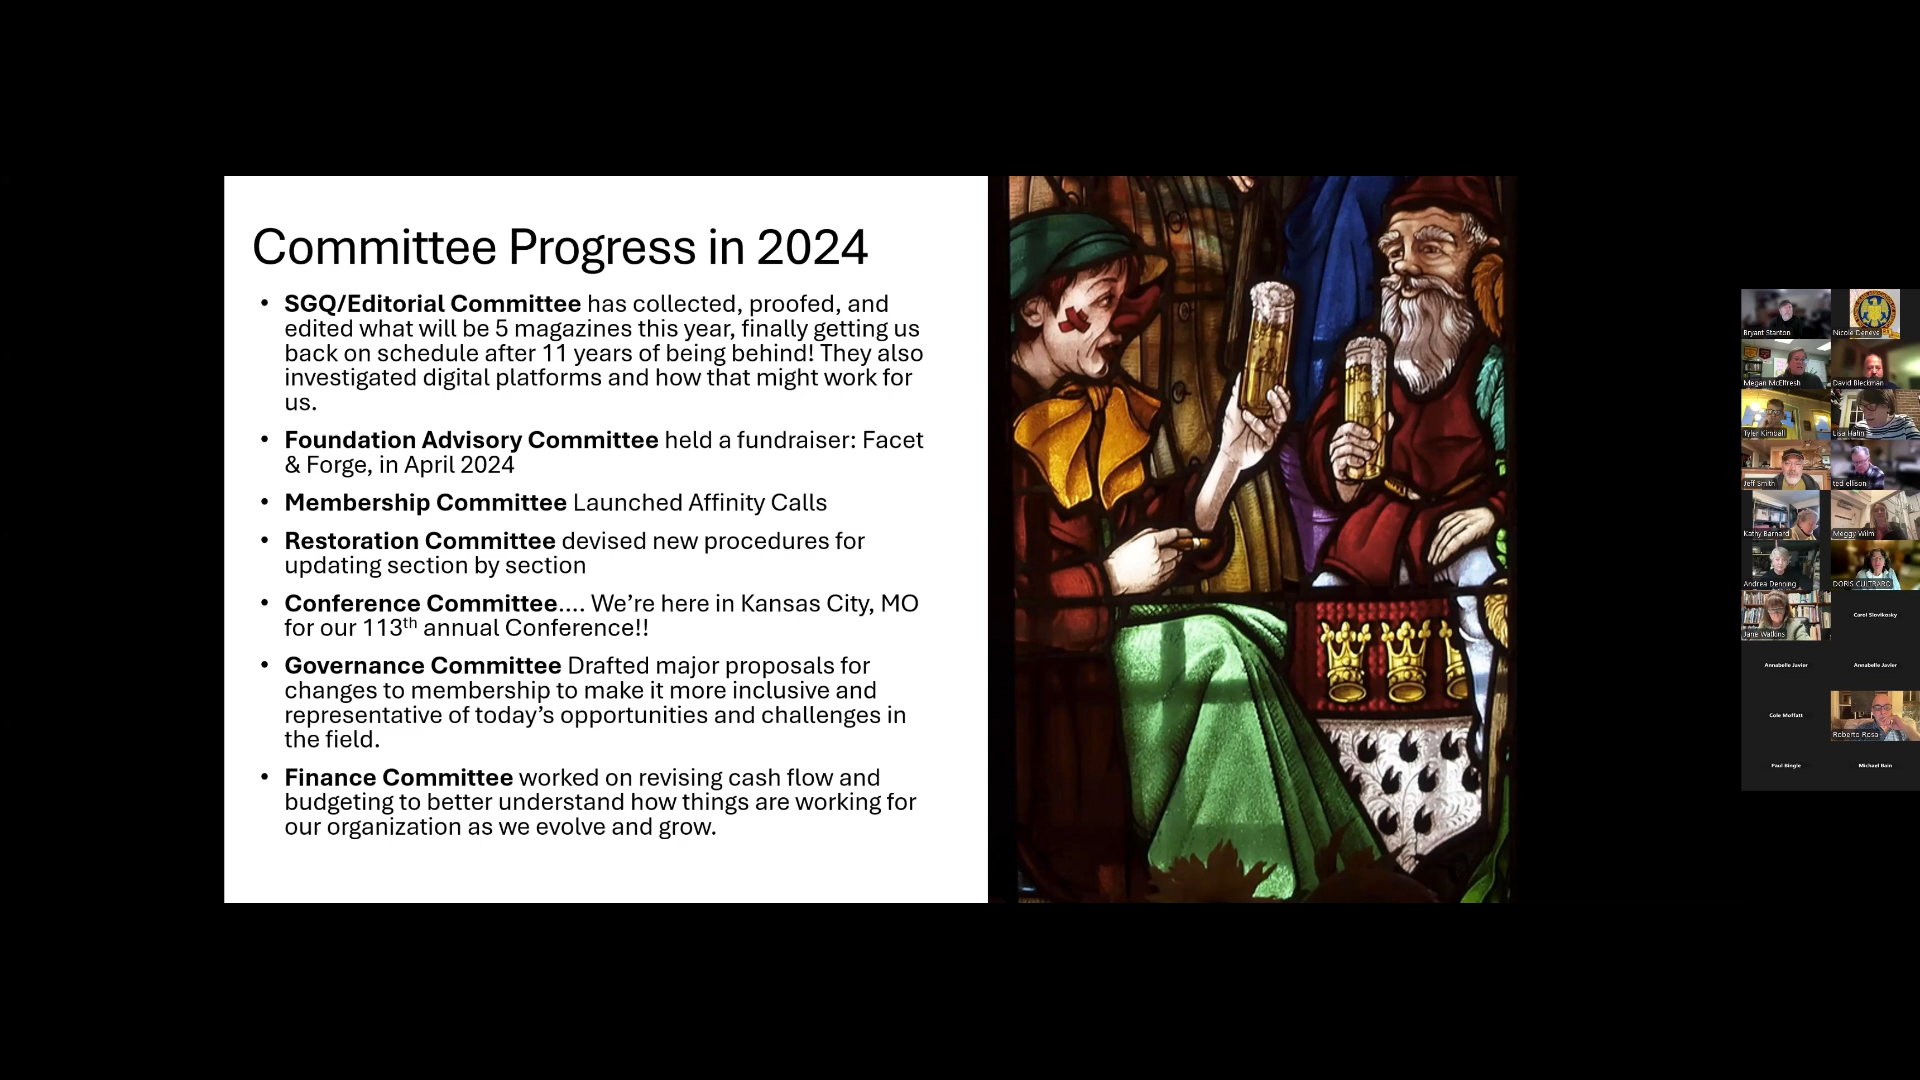 Committee Progress in 2024
• SGQ/Editorial Committee has collected, proofed, and
edited what will be 5 magazines this year, finally getting us
back on schedule after 11 years of being behind! They also
investigated digital platforms and how that might work for
us.
• Foundation Advisory Committee held a fundraiser: Facet
& Forge, in April 2024
• Membership Committee Launched Affinity Calls
• Restoration Committee devised new procedures for
updating section by section
• Conference Committee.... We’re here in Kansas City, MO
for our 113th annual Conference!!
• Governance Committee Drafted major proposals for
changes to membership to make it more inclusive and
representative of today’s opportunities and challenges in
the field.
• Finance Committee worked on revising cash flow and
budgeting to better understand how things are working for
our organization as we evolve and grow.
Bryant Stanton
Nicole Deneve
Megan McElfresh
David Bleckman
Tyler Kimball
Lisa Hahn
Jeff Smith
ted ellison
Kathy Barnard
Meggy Wilm
Andrea Denning
DORIS CULTRARO
Jane Watkins
Carol Slovikosky
Annabelle Javier
Annabelle Javier
Cole Moffatt
Roberto Rosa
Paul Bingle
Michael Bain